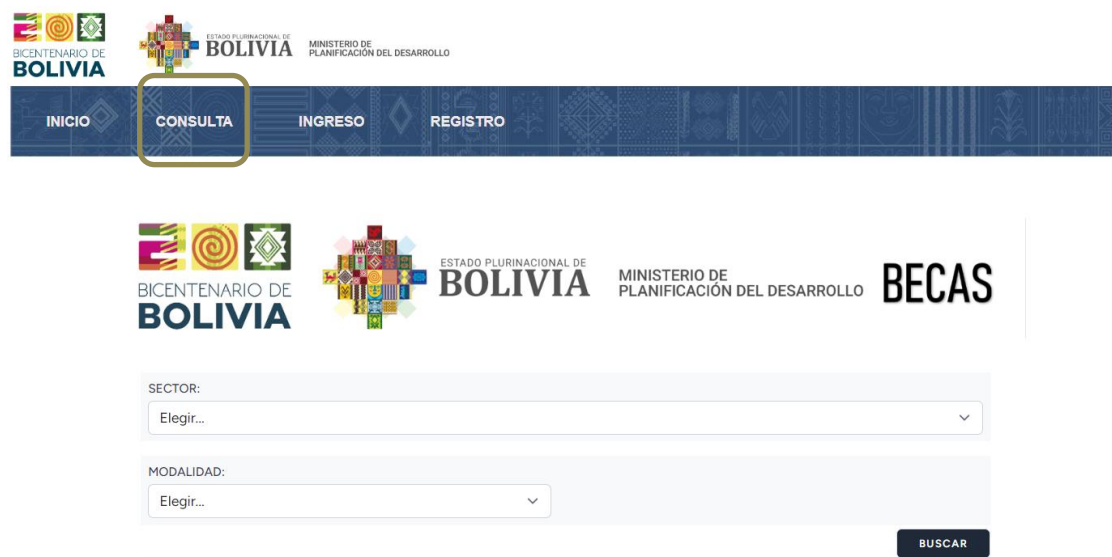 BICENTENARIO DE
BOLIVIA
ESTADO PLURINACIONAL DE
BOLIVIA
MINISTERIO DE
PLANIFICACIÓN DEL DESARROLLO
INICIO CONSULTA INGRESO REGISTRO
BICENTENARIO DE
BOLIVIA
ESTADO PLURINACIONAL DE
BOLIVIA
MINISTERIO DE
PLANIFICACIÓN DEL DESARROLLO
BECAS
SECTOR:
Elegir...
MODALIDAD:
Elegir...
BUSCAR